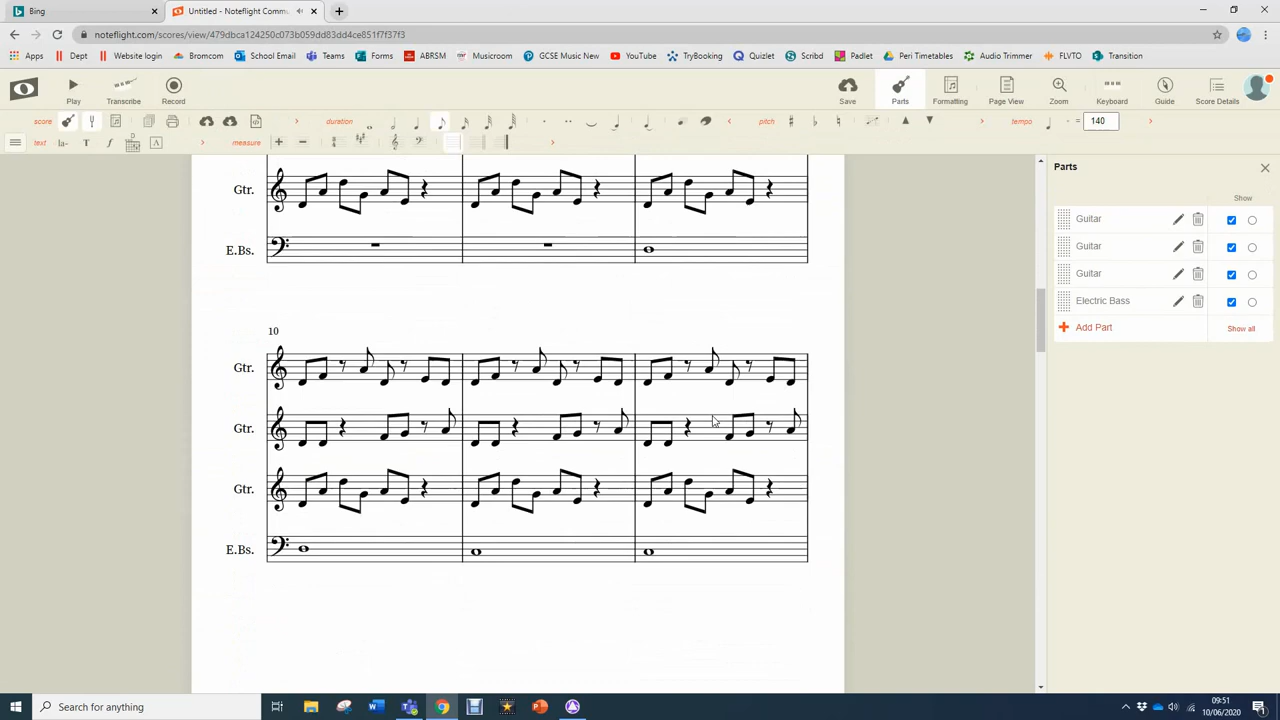 Bing
Untitled - Noteflight Comm
noteflight.com/scores/view/479dbca124250c073b059dd83dd4ce851f7f37f3
Apps Work Help Dept Website login Bromcom School Email Teams Forms ABRSM Musicroom GCSE Music New YouTube TryBooking Quizlet Scribd Padlet Peri Timetables Audio Trimmer FLVTO Transition
Play Transcribe Record Save Parts Formatting Page View Zoom Keyboard Guide Score Details
score duration pitch tempo = 140
text la- T A measure
Parts
Show
Gtr.
Guitar
E.Bs.
Guitar
Guitar
Electric Bass
Add Part Show all
10
Gtr.
Gtr.
Gtr.
E.Bs.
Search for anything
09:51
10/06/2020